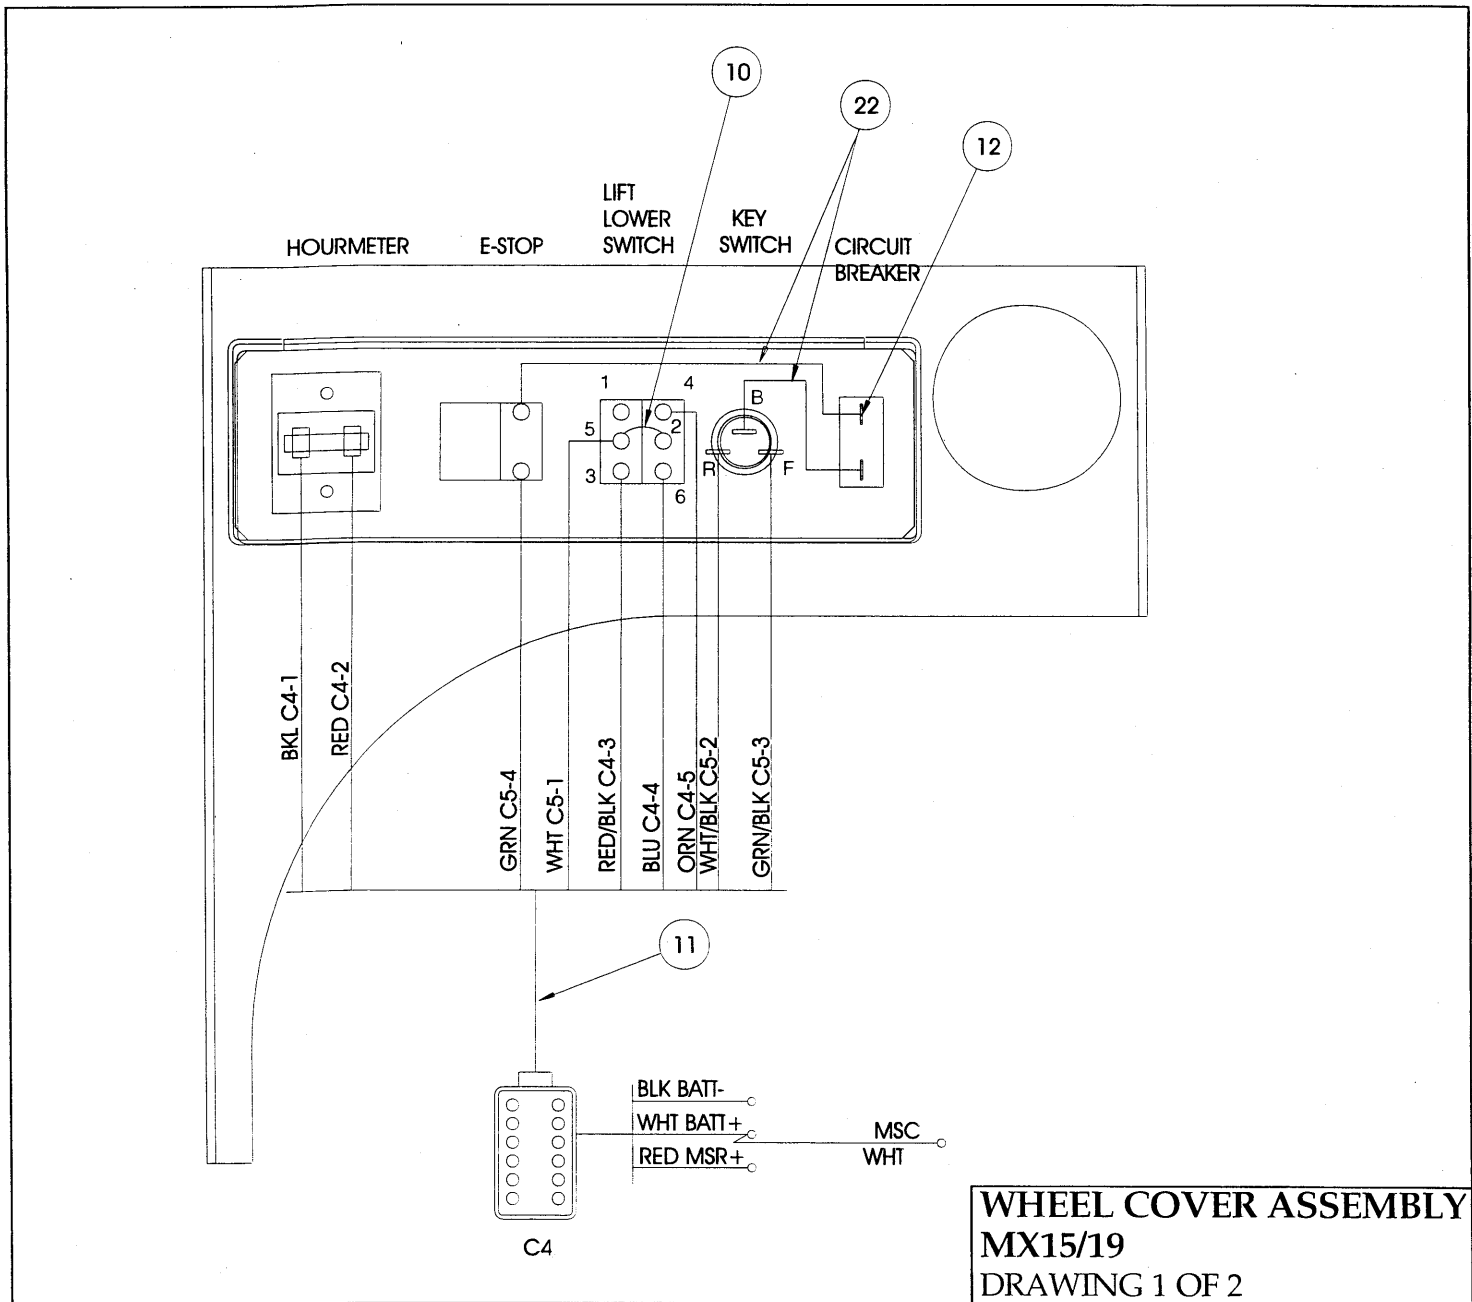 10
22
12
LIFT
LOWER
SWITCH
KEY
SWITCH
HOURMETER
E-STOP
CIRCUIT
BREAKER
1
4
B
5
2
R
F
3
6
BKL C4-1
RED C4-2
GRN C5-4
WHT C5-1
RED/BLK C4-3
BLU C4-4
ORN C4-5
WHT/BLK C5-2
GRN/BLK C5-3
11
BLK BATT-
WHT BATT+
RED MSR+
MSC
WHT
C4
WHEEL COVER ASSEMBLY
MX15/19
DRAWING 1 OF 2